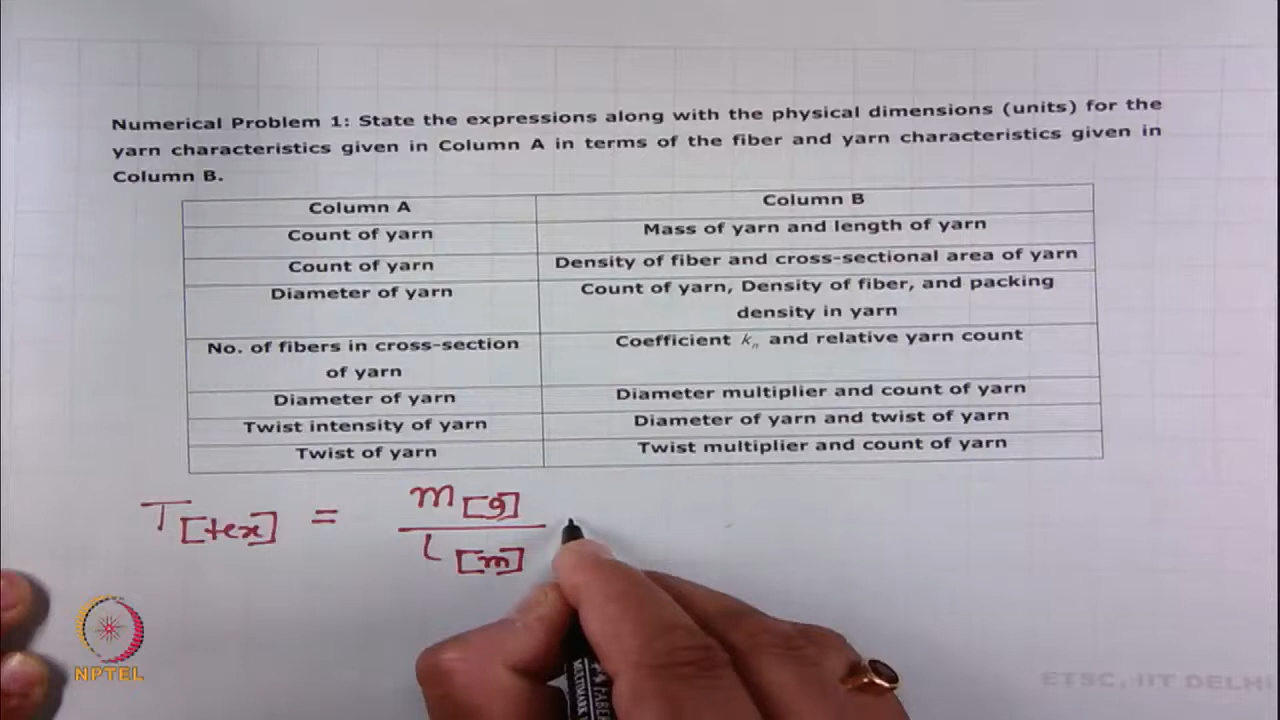 Numerical Problem 1: State the expressions along with the physical dimensions (units) for the
yarn characteristics given in Column A in terms of the fiber and yarn characteristics given in
Column B.
Column A Column B
Count of yarn Mass of yarn and length of yarn
Count of yarn Density of fiber and cross-sectional area of yarn
Diameter of yarn Count of yarn, Density of fiber, and packing
density in yarn
No. of fibers in cross-section Coefficient kn and relative yarn count
of yarn
Diameter of yarn Diameter multiplier and count of yarn
Twist intensity of yarn Diameter of yarn and twist of yarn
Twist of yarn Twist multiplier and count of yarn
T[tex] = m[g]
l[m]
NPTEL
ETSC, IIT DELHI